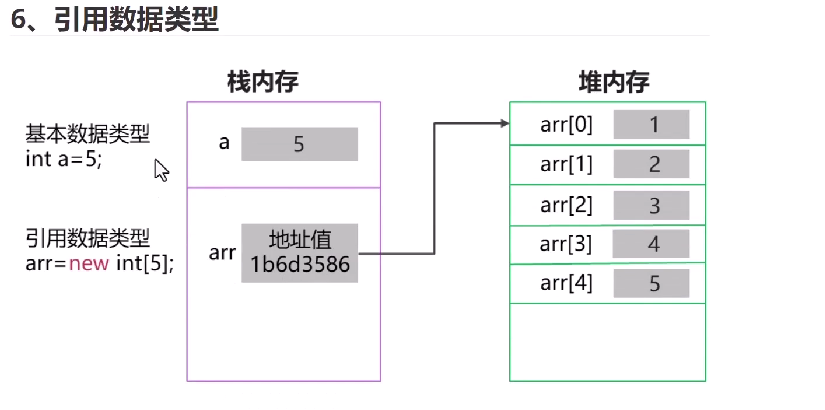 6、引用数据类型
栈内存
堆内存
基本数据类型
int a=5;
a
5
引用数据类型
arr=new int[5];
arr
地址值
1b6d3586
arr[0] 1
arr[1] 2
arr[2] 3
arr[3] 4
arr[4] 5